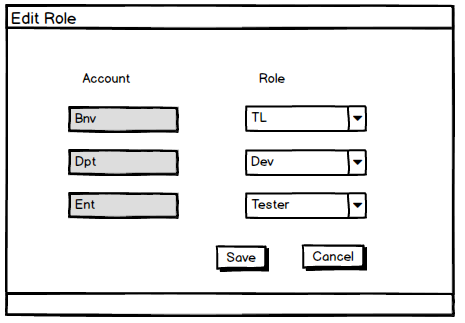 Edit Role
Account Role
Bnv TL
Dpt Dev
Ent Tester
Save Cancel